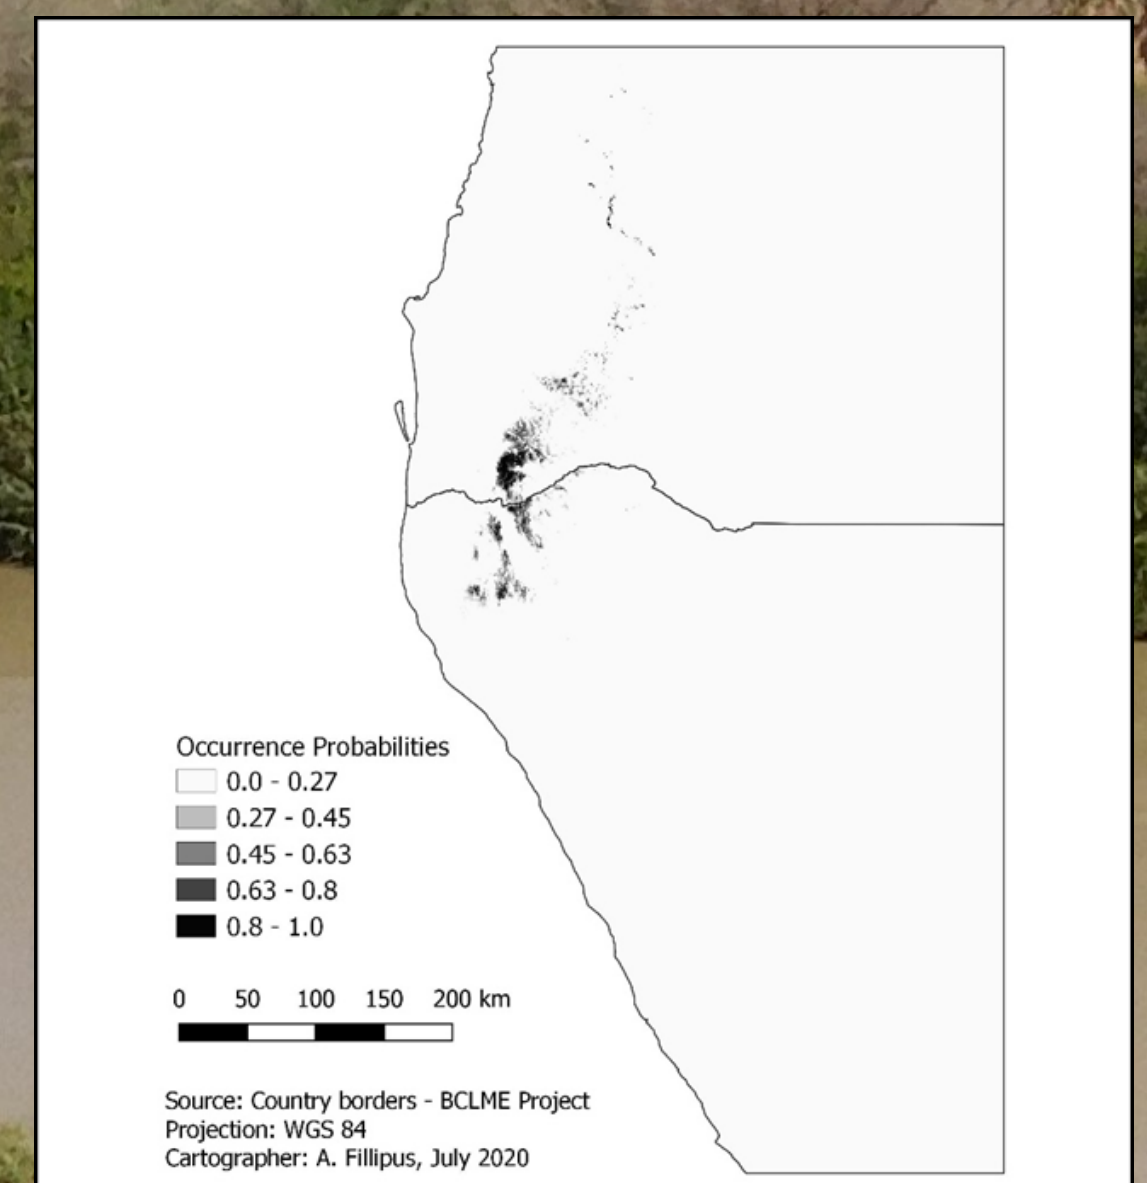 Occurrence Probabilities
0.0 - 0.27
0.27 - 0.45
0.45 - 0.63
0.63 - 0.8
0.8 - 1.0
0 50 100 150 200 km
Source: Country borders - BCLME Project
Projection: WGS 84
Cartographer: A. Fillipus, July 2020